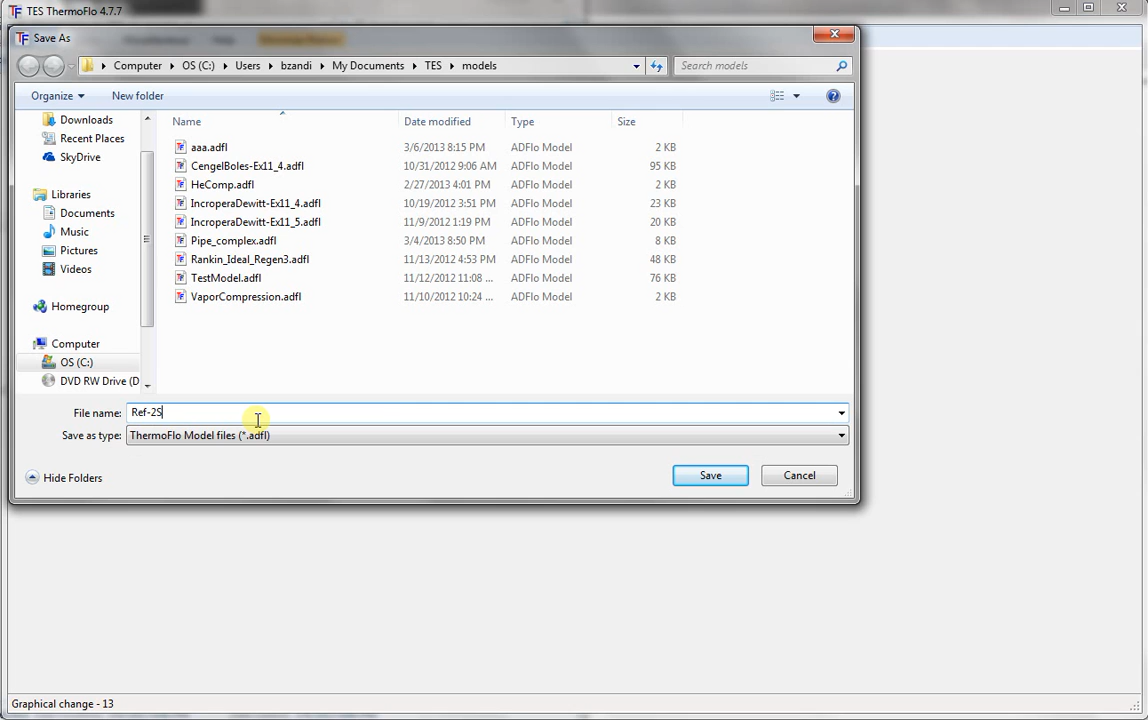 TES ThermoFlo 4.7.7
Save As
Computer OS (C:) Users bzandi My Documents TES models
Search models
Organize New folder
Name Date modified Type Size
Downloads
Recent Places
SkyDrive
Libraries
Documents
Music
Pictures
Videos
Homegroup
Computer
OS (C:)
DVD RW Drive (D
aaa.adfl 3/6/2013 8:15 PM ADFlo Model 2 KB
CengelBoles-Ex11_4.adfl 10/31/2012 9:06 AM ADFlo Model 95 KB
HeComp.adfl 2/27/2013 4:01 PM ADFlo Model 2 KB
IncroperaDewitt-Ex11_4.adfl 10/19/2012 3:51 PM ADFlo Model 23 KB
IncroperaDewitt-Ex11_5.adfl 11/9/2012 1:19 PM ADFlo Model 20 KB
Pipe_complex.adfl 3/4/2013 8:50 PM ADFlo Model 8 KB
Rankin_Ideal_Regen3.adfl 11/13/2012 4:53 PM ADFlo Model 48 KB
TestModel.adfl 11/12/2012 11:08 ... ADFlo Model 76 KB
VaporCompression.adfl 11/10/2012 10:24 ... ADFlo Model 2 KB
File name: Ref-2S
Save as type: ThermoFlo Model files (*.adfl)
Hide Folders
Save
Cancel
Graphical change - 13